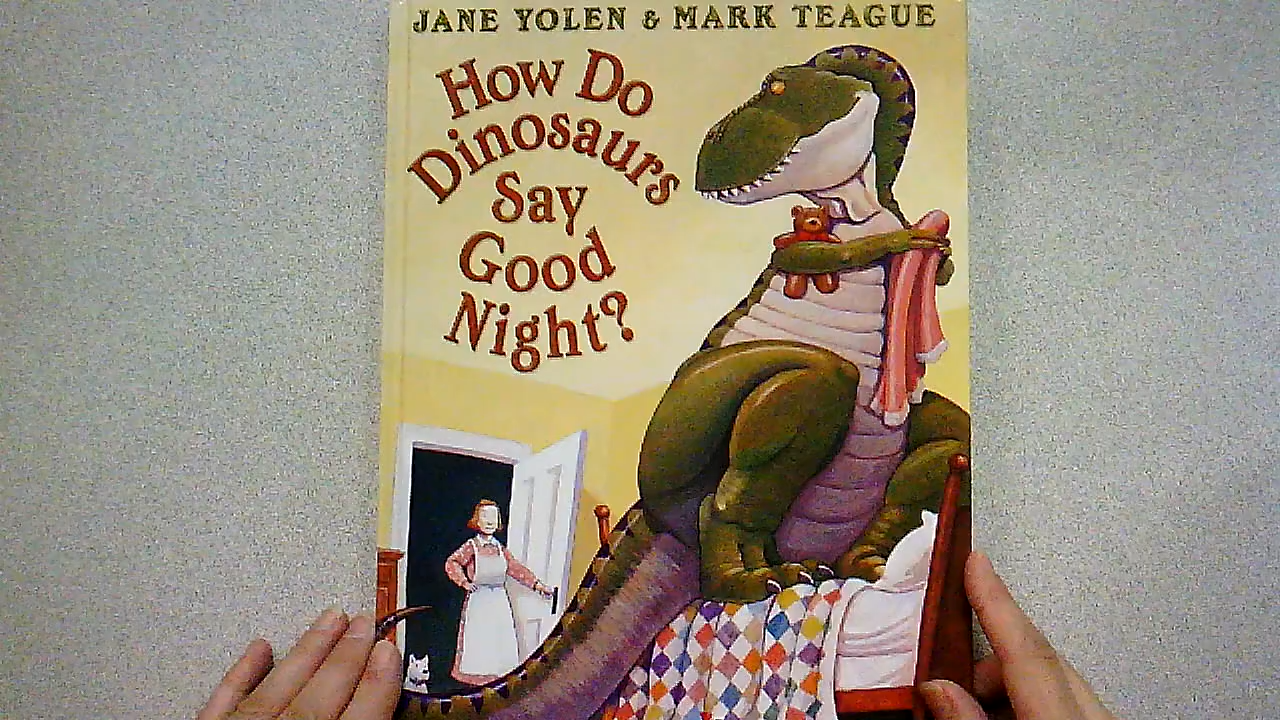 JANE YOLEN & MARK TEAGUE
How Do
Dinosaurs
Say
Good
Night?